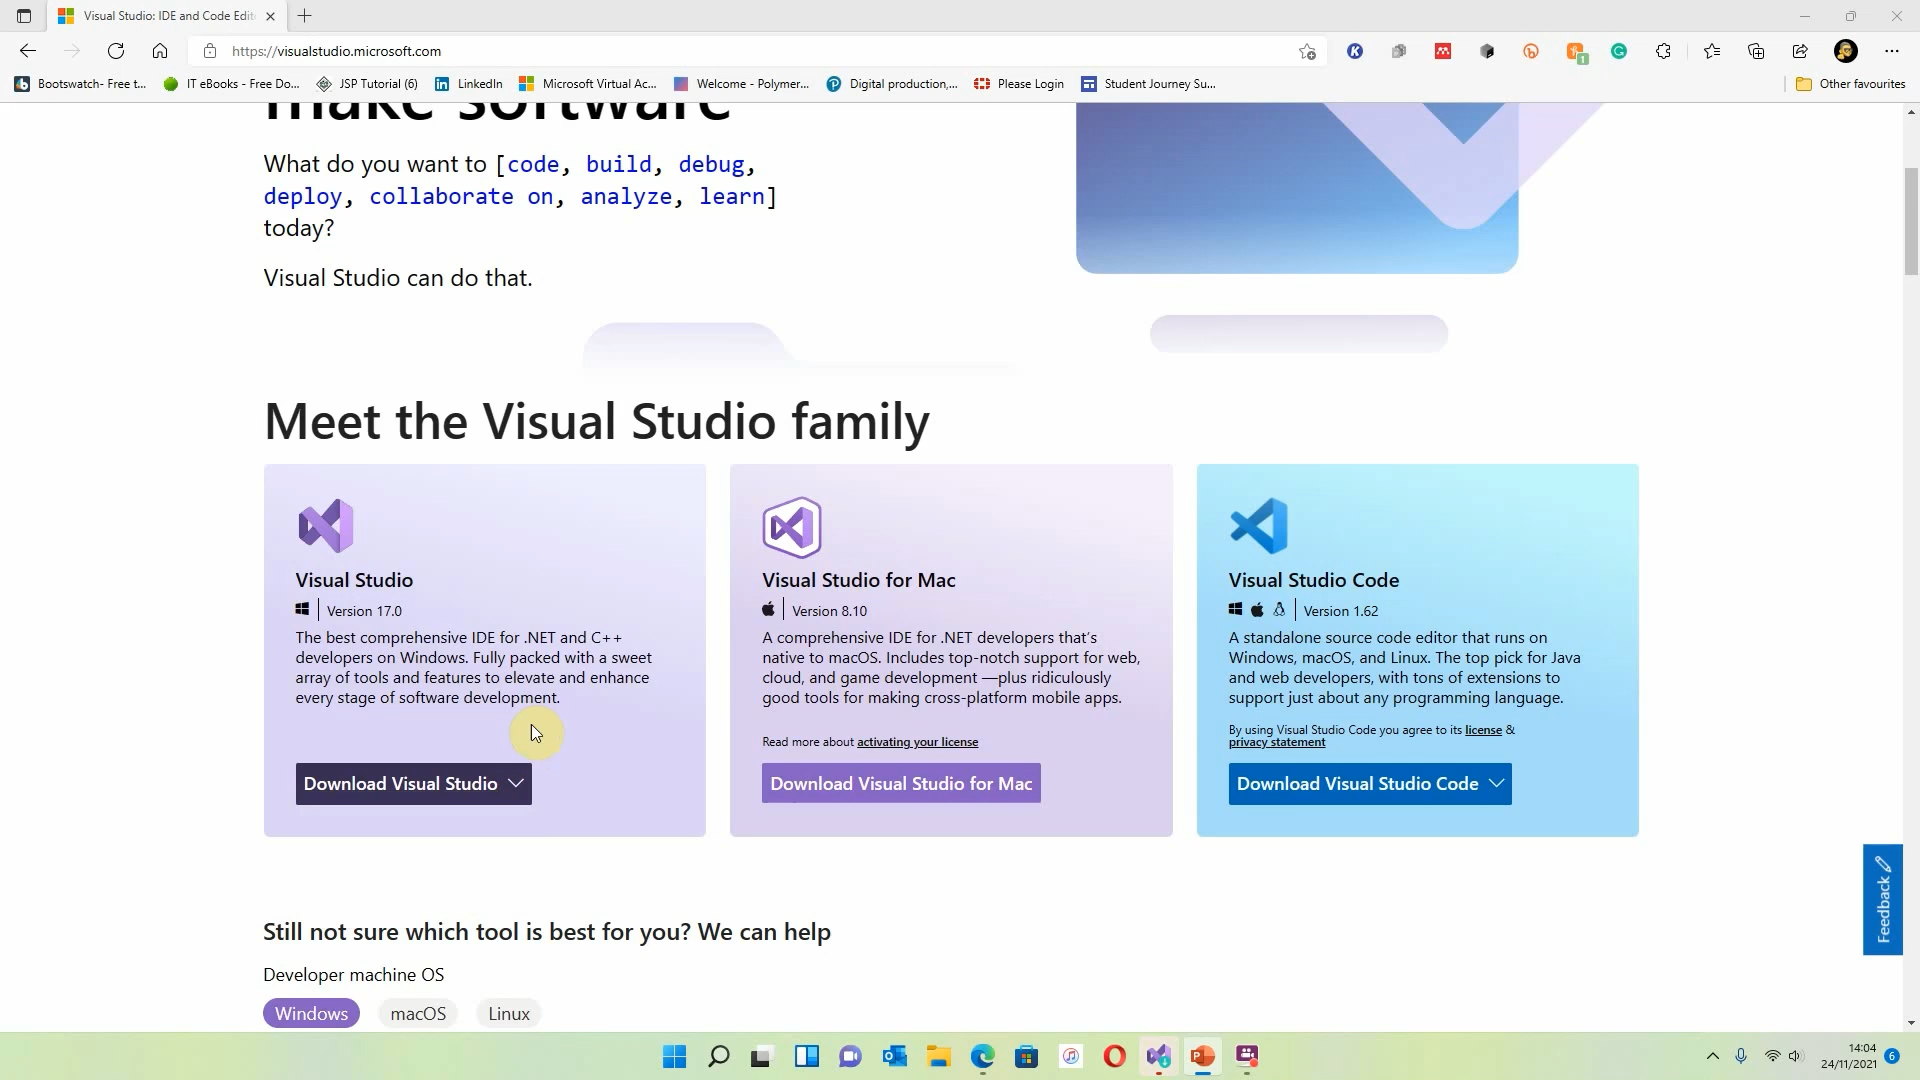 Visual Studio: IDE and Code Edit
https://visualstudio.microsoft.com
1
Bootswatch- Free t...
IT eBooks - Free Do...
JSP Tutorial (6)
LinkedIn
Microsoft Virtual Ac...
Welcome - Polymer...
Digital production,...
Please Login
Student Journey Su...
Other favourites
make software
What do you want to [code, build, debug,
deploy, collaborate on, analyze, learn]
today?
Visual Studio can do that.
Meet the Visual Studio family
Visual Studio
Version 17.0
The best comprehensive IDE for .NET and C++
developers on Windows. Fully packed with a sweet
array of tools and features to elevate and enhance
every stage of software development.
Download Visual Studio
Visual Studio for Mac
Version 8.10
A comprehensive IDE for .NET developers that's
native to macOS. Includes top-notch support for web,
cloud, and game development —plus ridiculously
good tools for making cross-platform mobile apps.
Read more about activating your license
Download Visual Studio for Mac
Visual Studio Code
Version 1.62
A standalone source code editor that runs on
Windows, macOS, and Linux. The top pick for Java
and web developers, with tons of extensions to
support just about any programming language.
By using Visual Studio Code you agree to its license &
privacy statement
Download Visual Studio Code
Feedback
Still not sure which tool is best for you? We can help
Developer machine OS
Windows
macOS
Linux
14:04
24/11/2021
6